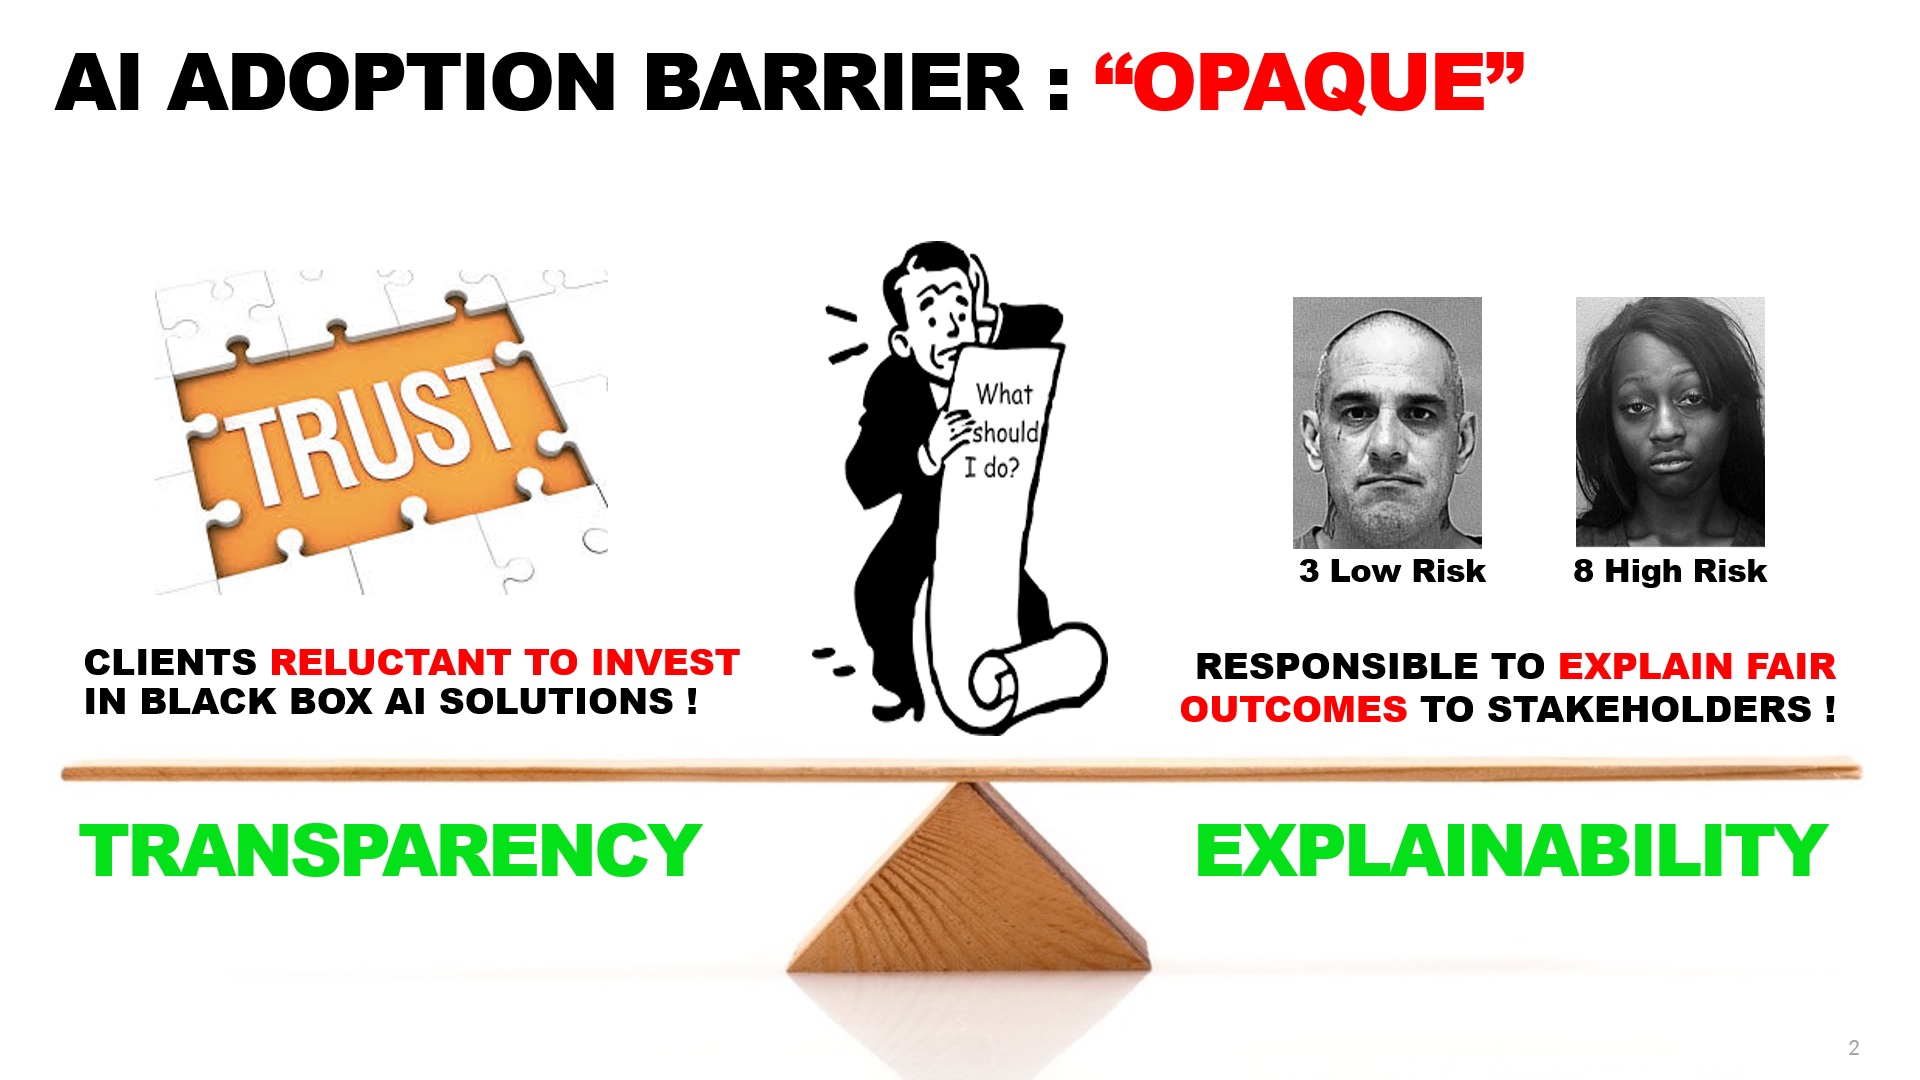 AI ADOPTION BARRIER : “OPAQUE”
TRUST
What
should
I do?
3 Low Risk
8 High Risk
CLIENTS RELUCTANT TO INVEST
IN BLACK BOX AI SOLUTIONS !
RESPONSIBLE TO EXPLAIN FAIR
OUTCOMES TO STAKEHOLDERS !
TRANSPARENCY
EXPLAINABILITY
2